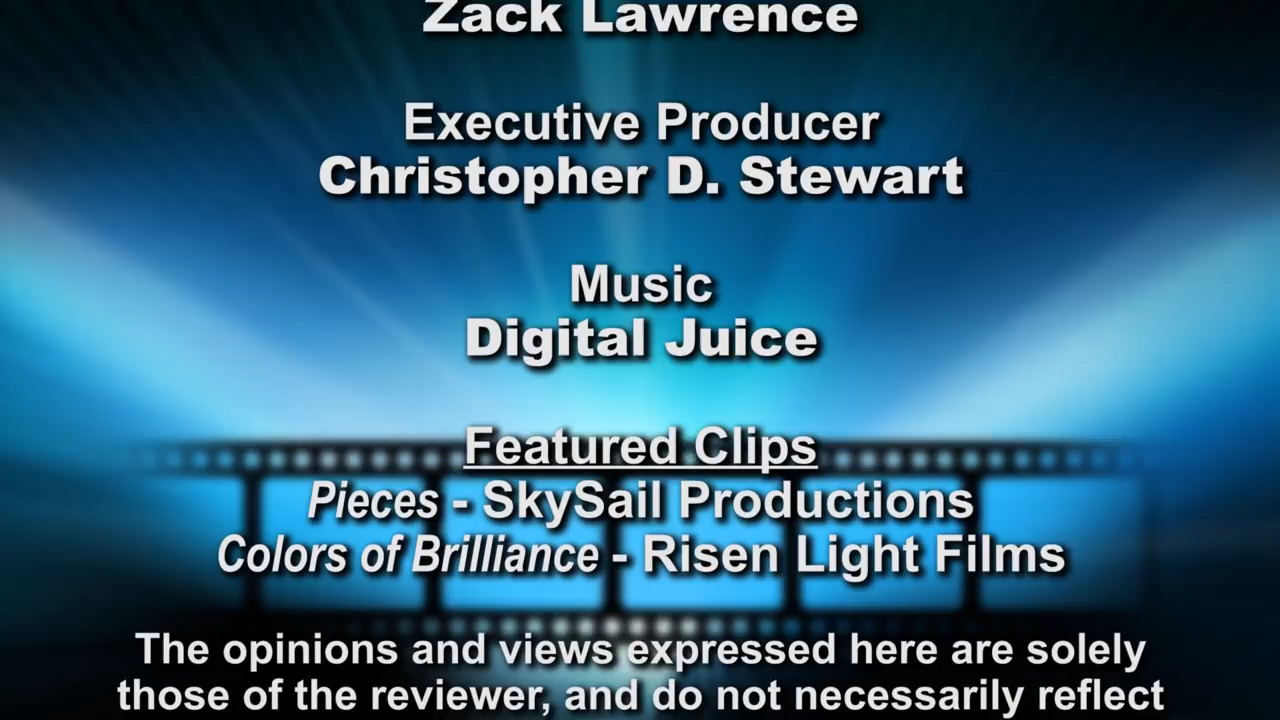 Zack Lawrence
Executive Producer
Christopher D. Stewart
Music
Digital Juice
Featured Clips
Pieces - SkySail Productions
Colors of Brilliance - Risen Light Films
The opinions and views expressed here are solely
those of the reviewer, and do not necessarily reflect